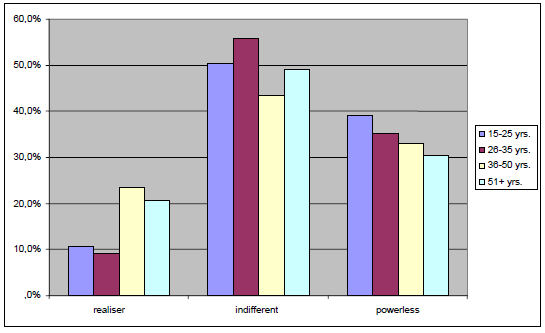 60,0%
50,0%
40,0%
30,0%
20,0%
10,0%
,0%
realiser indifferent powerless
15-25 yrs.
26-35 yrs.
36-50 yrs.
51+ yrs.